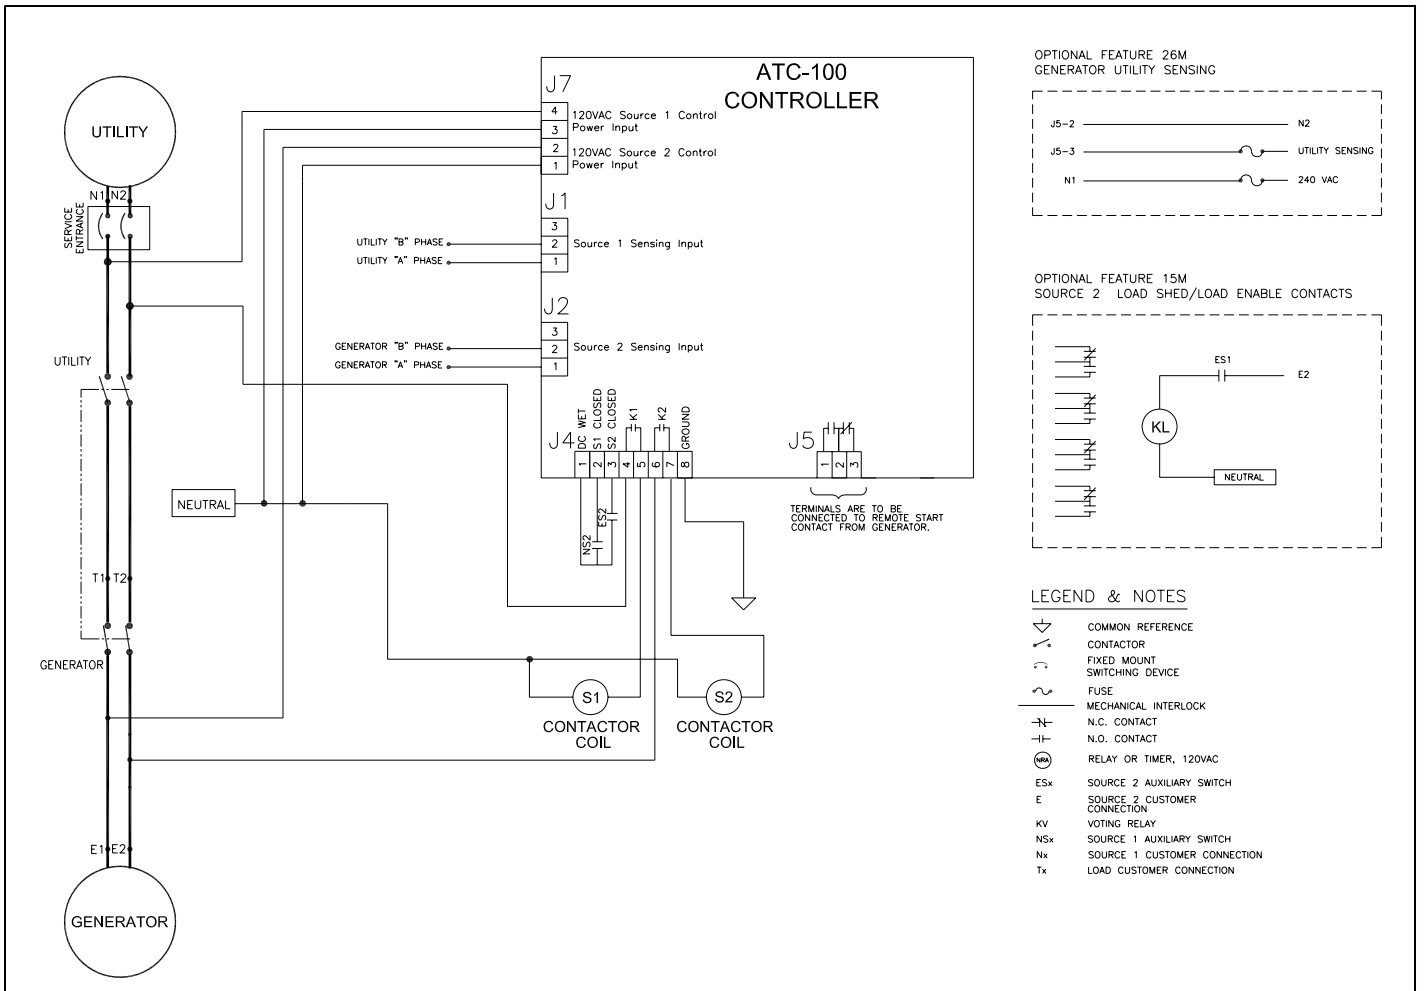 UTILITY
N1 N2
SERVICE
ENTRANCE
UTILITY
NEUTRAL
T1 T2
GENERATOR
E1 E2
GENERATOR
ATC-100
CONTROLLER
J7
4
3
2
1
120VAC Source 1 Control
Power Input
120VAC Source 2 Control
Power Input
J1
3
2
1
UTILITY "B" PHASE
UTILITY "A" PHASE
Source 1 Sensing Input
J2
3
2
1
GENERATOR "B" PHASE
GENERATOR "A" PHASE
Source 2 Sensing Input
J4
DC WET
S1 CLOSED
S2 CLOSED
K1
K2
GROUND
1 2 3 4 5 6 7 8
NS2
ES2
J5
1 2 3
TERMINALS ARE TO BE
CONNECTED TO REMOTE START
CONTACT FROM GENERATOR.
S1
CONTACTOR
COIL
S2
CONTACTOR
COIL
OPTIONAL FEATURE 26M
GENERATOR UTILITY SENSING
J5-2 N2
J5-3 UTILITY SENSING
N1 240 VAC
OPTIONAL FEATURE 15M
SOURCE 2 LOAD SHED/LOAD ENABLE CONTACTS
ES1
E2
KL
NEUTRAL
LEGEND & NOTES
COMMON REFERENCE
CONTACTOR
FIXED MOUNT
SWITCHING DEVICE
FUSE
MECHANICAL INTERLOCK
N.C. CONTACT
N.O. CONTACT
NRA RELAY OR TIMER, 120VAC
ESx SOURCE 2 AUXILIARY SWITCH
E SOURCE 2 CUSTOMER
CONNECTION
KV VOTING RELAY
NSx SOURCE 1 AUXILIARY SWITCH
Nx SOURCE 1 CUSTOMER CONNECTION
Tx LOAD CUSTOMER CONNECTION